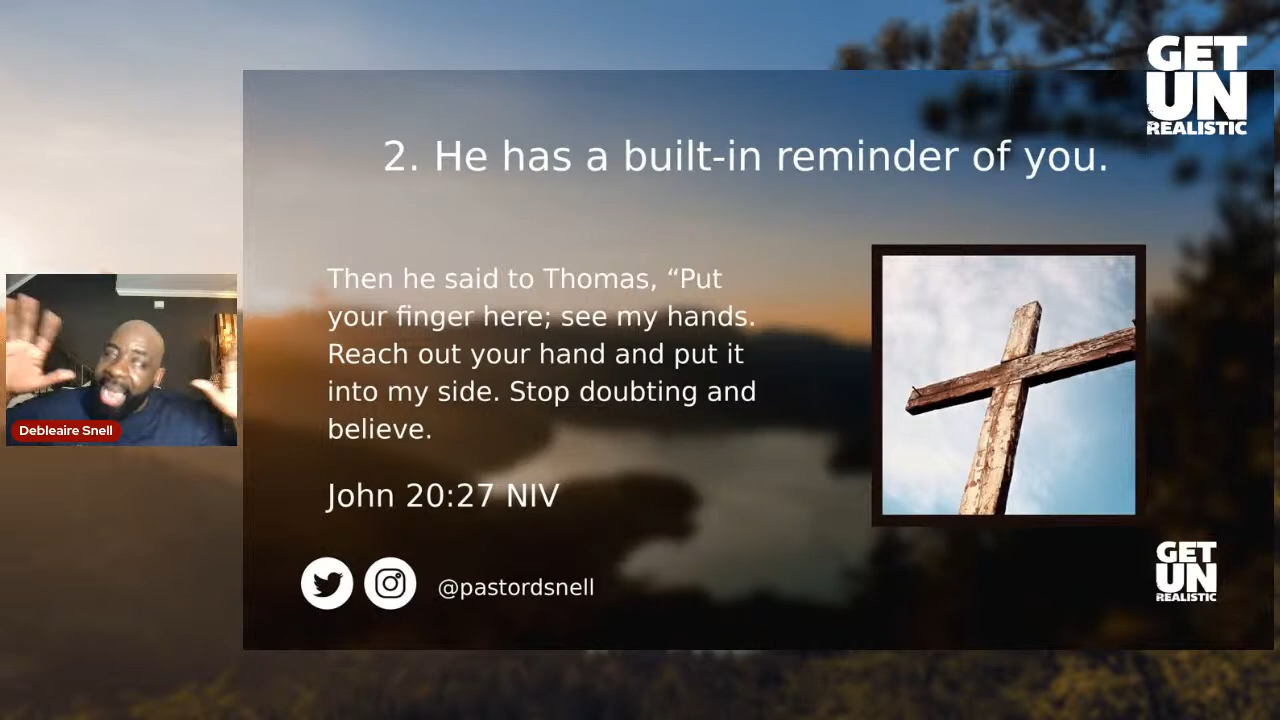 GET
UN
REALISTIC
2. He has a built-in reminder of you.
Then he said to Thomas, “Put
your finger here; see my hands.
Reach out your hand and put it
into my side. Stop doubting and
believe.
John 20:27 NIV
Debleaire Snell
@pastordsnell
GET
UN
REALISTIC